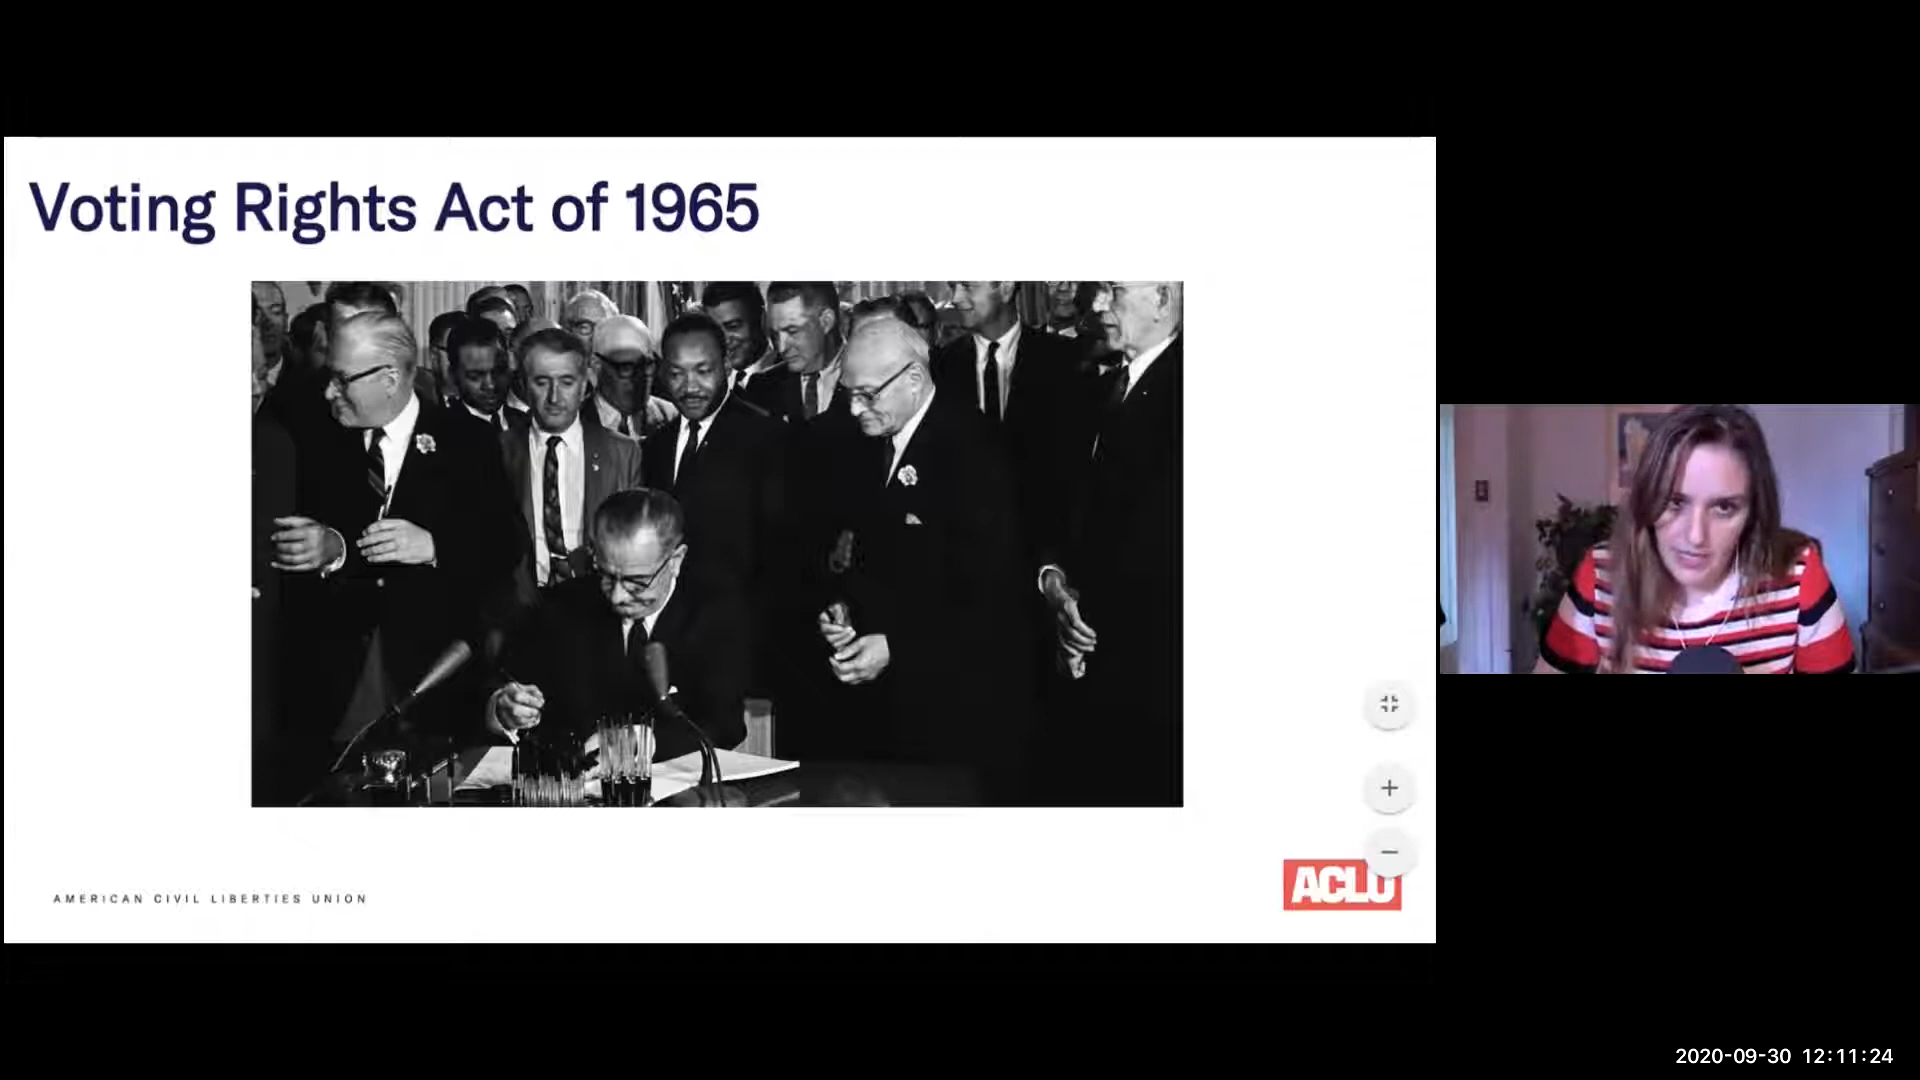 Voting Rights Act of 1965
AMERICAN CIVIL LIBERTIES UNION
ACLU
2020-09-30 12:11:24